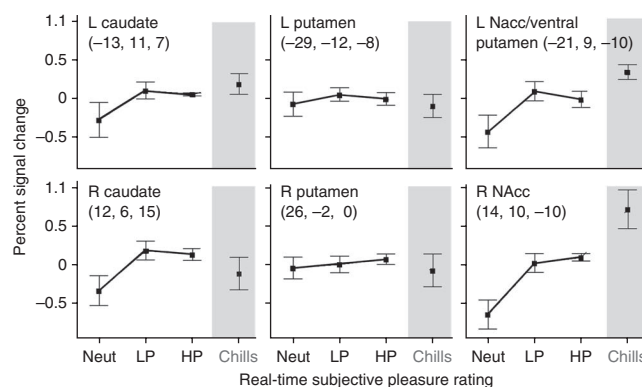 Percent signal change
1.1
0.5
0
−0.5
L caudate
(−13, 11, 7)
L putamen
(−29, −12, −8)
L Nacc/ventral
putamen (−21, 9, −10)
1.1
0.5
0
−0.5
R caudate
(12, 6, 15)
R putamen
(26, −2, 0)
R NAcc
(14, 10, −10)
Neut LP HP Chills
Neut LP HP Chills
Neut LP HP Chills
Real-time subjective pleasure rating